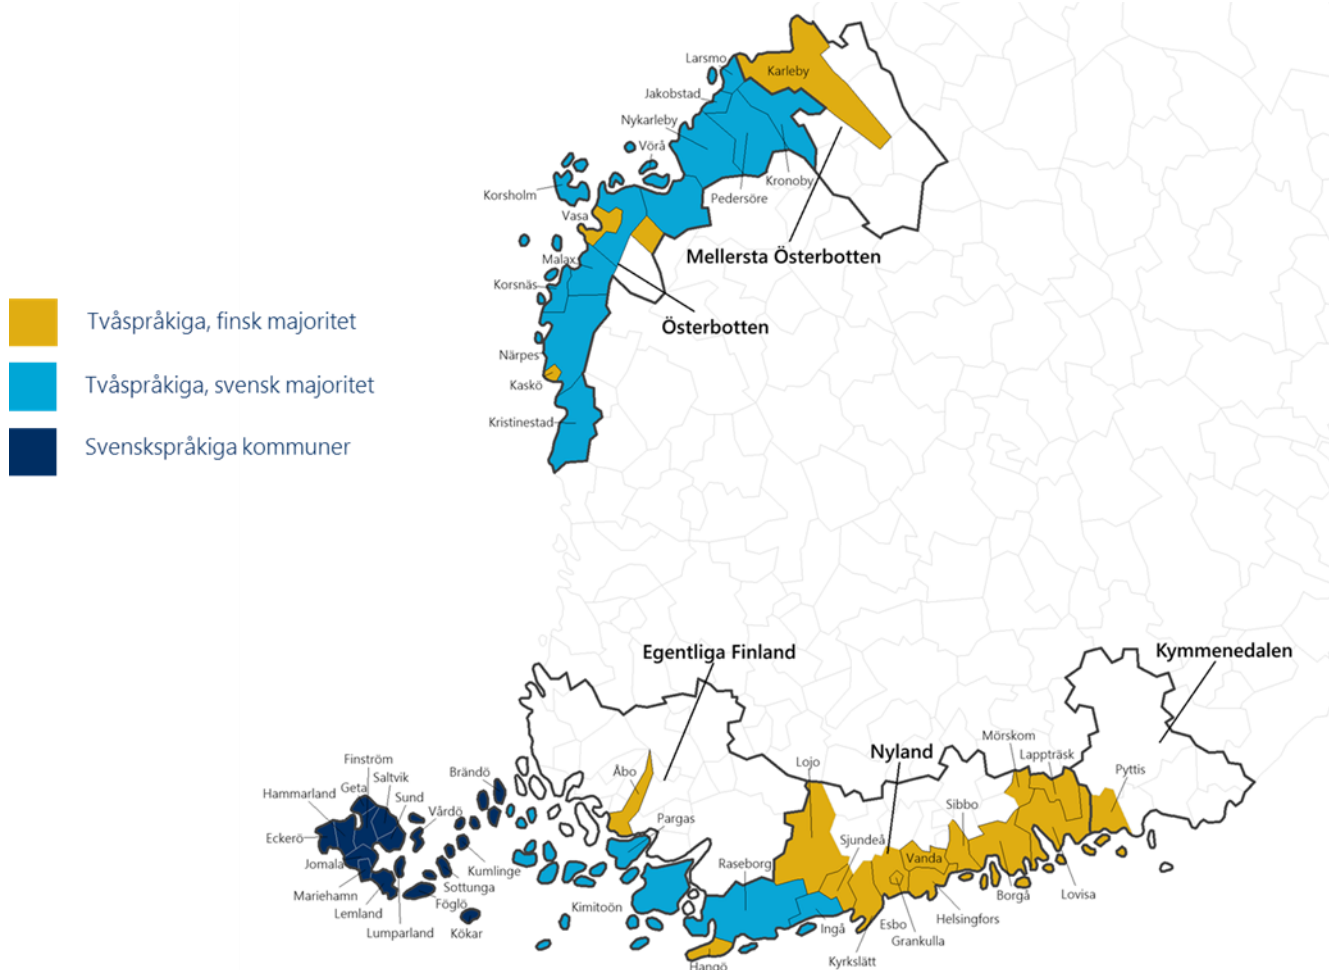 Larsmo
Karleby
Jakobstad
Nykarleby
Vörå
Korsholm
Kronoby
Pedersöre
Vasa
Mellersta Österbotten
Malax
Korsnäs
Österbotten
Närpes
Kaskö
Kristinestad
Tvåspråkiga, finsk majoritet
Tvåspråkiga, svensk majoritet
Svenskspråkiga kommuner
Egentliga Finland
Kymmenedalen
Nyland
Mörskom
Lappträsk
Lojo
Pyttis
Finström
Saltvik
Geta
Hammarland
Sund
Brändö
Åbo
Vårdö
Sibbo
Eckerö
Pargas
Sjundeå
Vanda
Jomala
Kumlinge
Raseborg
Mariehamn
Sottunga
Lemland
Föglö
Kimitoön
Borgå
Lovisa
Lumparland
Kökar
Ingå
Esbo
Helsingfors
Grankulla
Kyrkslätt
Hangö